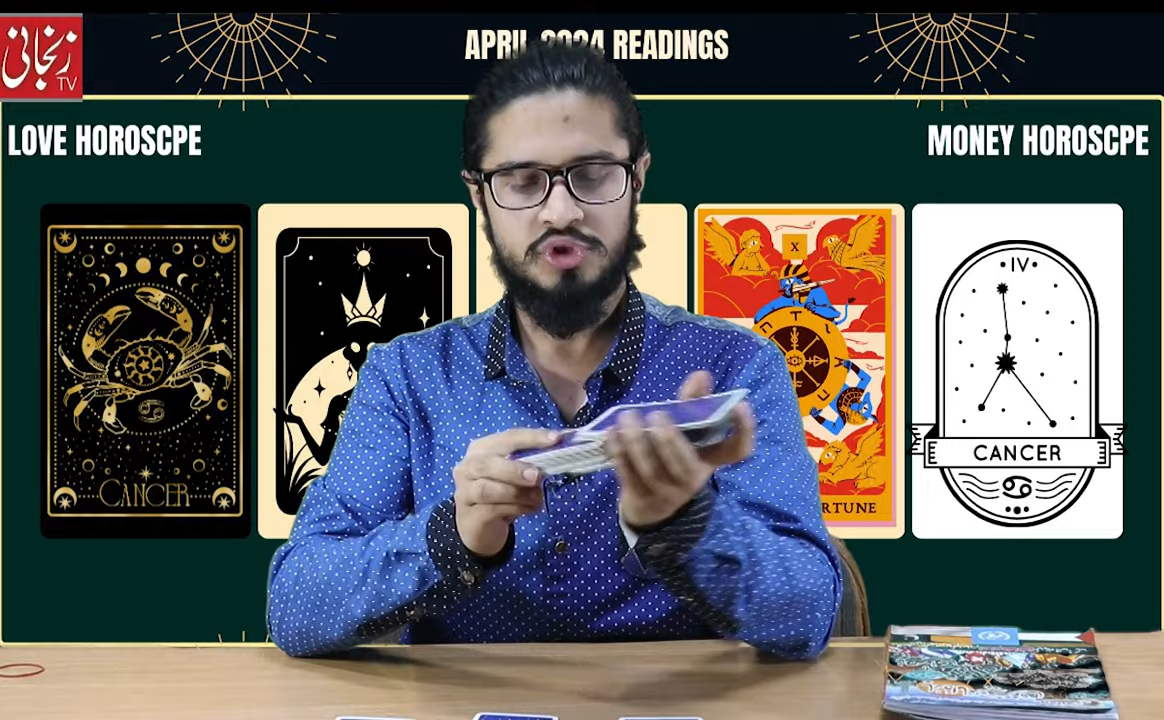 زنجانی
TV
APRIL 2024 READINGS
LOVE HOROSCPE
MONEY HOROSCPE
X
IV
CANCER
CANCER
RTUNE